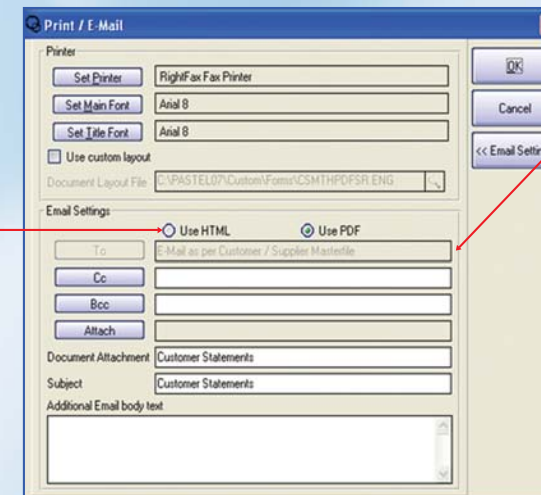 Print / E-Mail
Printer
Set Printer RightFax Fax Printer
Set Main Font Arial 8
Set Title Font Arial 8
Use custom layout
Document Layout File C:\PASTEL07\Custom\Forms\CSMTHPDFSR.ENG
Email Settings
Use HTML Use PDF
To E-Mail as per Customer / Supplier Masterfile
Cc
Bcc
Attach
Document Attachment Customer Statements
Subject Customer Statements
Additional Email body text
OK
Cancel
<< Email Settin